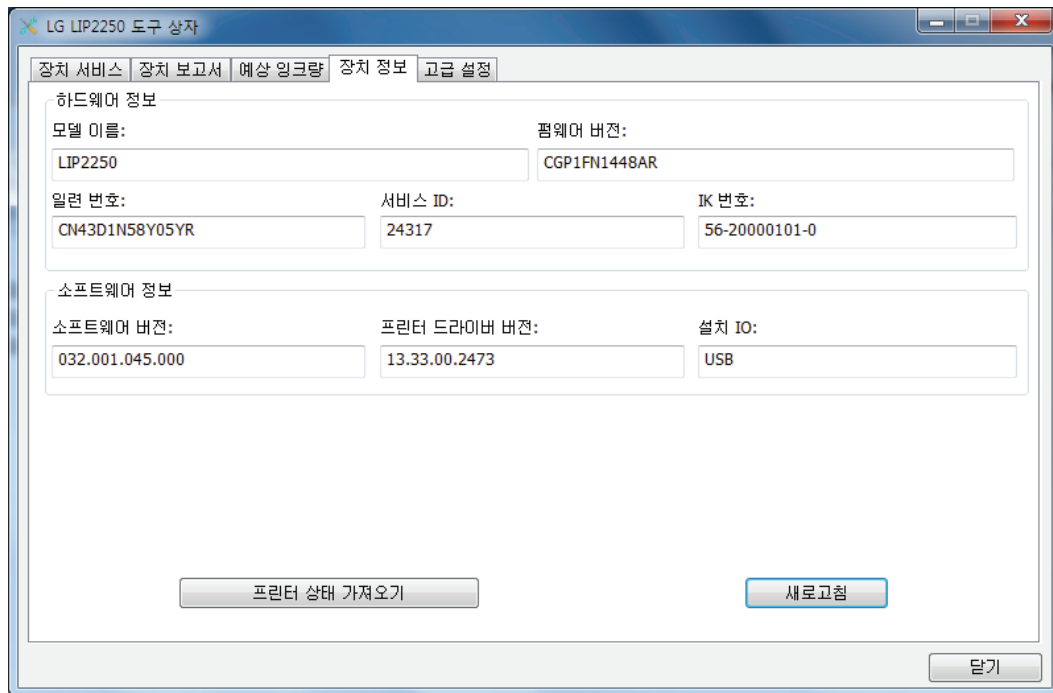 LG LIP2250 도구 상자
장치 서비스 장치 보고서 예상 잉크량 장치 정보 고급 설정
하드웨어 정보
모델 이름: 펌웨어 버전:
LIP2250 CGP1FN1448AR
일련 번호: 서비스 ID: IK 번호:
CN43D1N58Y05YR 24317 56-20000101-0
소프트웨어 정보
소프트웨어 버전: 프린터 드라이버 버전: 설치 IO:
032.001.045.000 13.33.00.2473 USB
프린터 상태 가져오기 새로고침
닫기